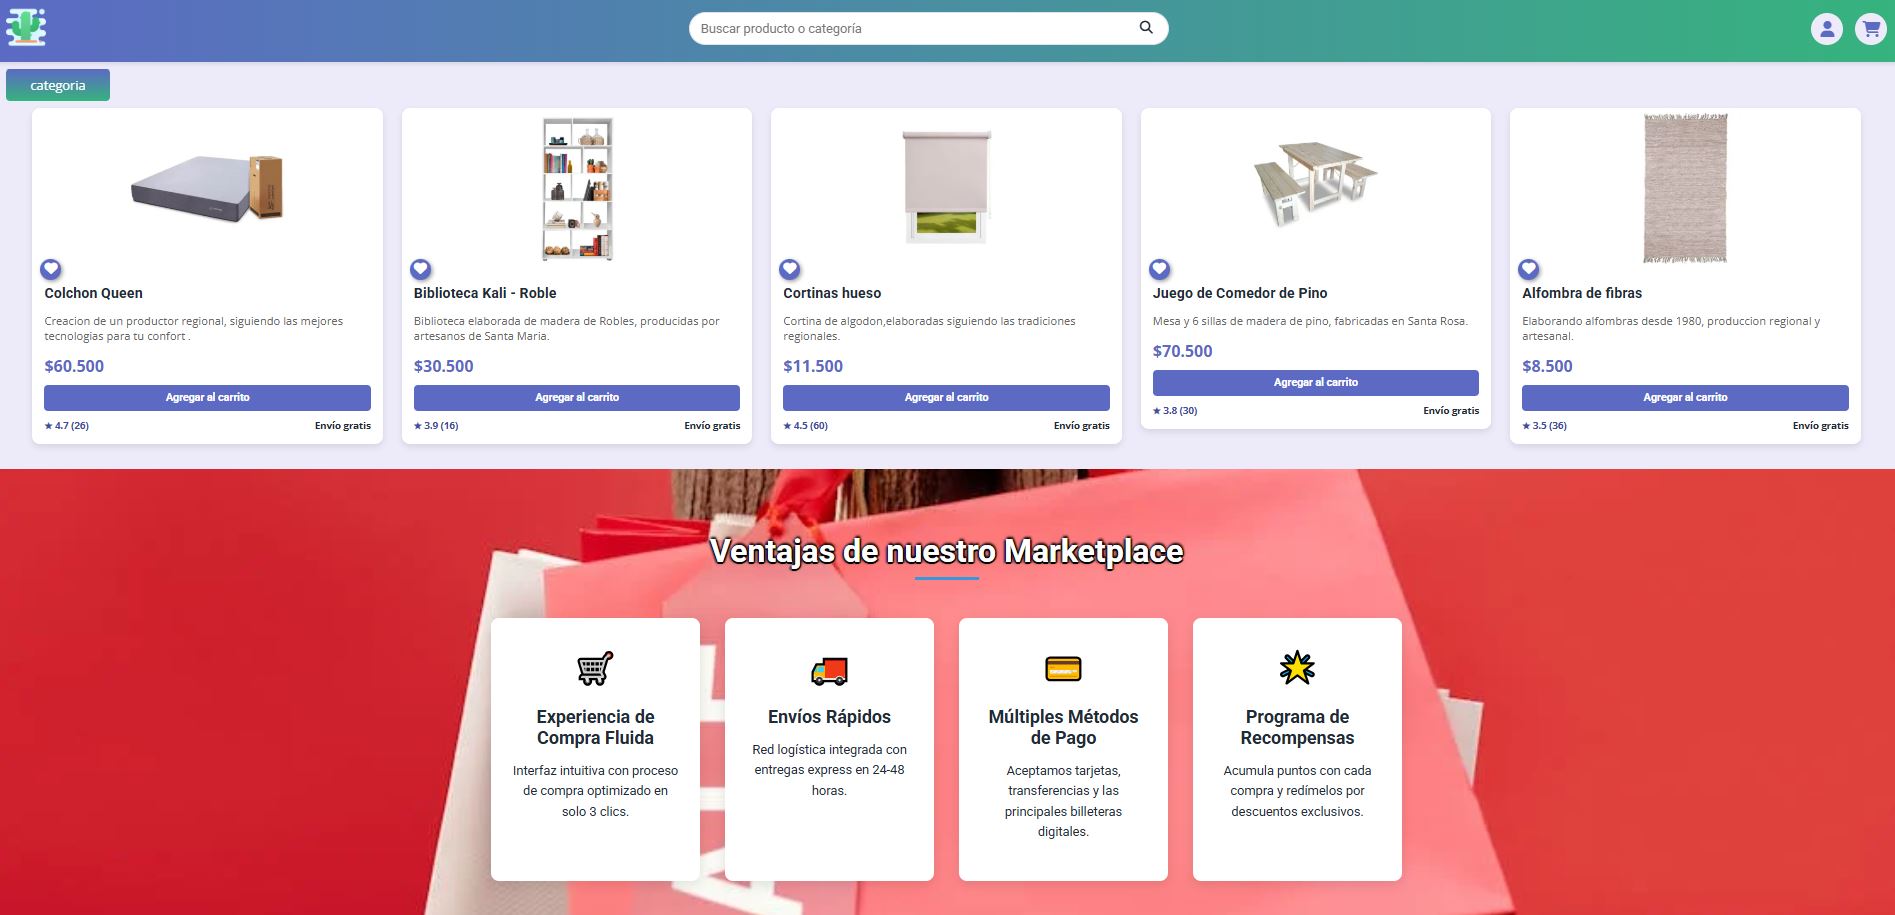 Buscar producto o categoría
categoria
Colchon Queen
Creacion de un productor regional, siguiendo las mejores
tecnologias para tu confort .
$60.500
Agregar al carrito
★ 4.7 (26)
Envío gratis
Biblioteca Kali - Roble
Biblioteca elaborada de madera de Robles, producidas por
artesanos de Santa Maria.
$30.500
Agregar al carrito
★ 3.9 (16)
Envío gratis
Cortinas hueso
Cortina de algodon,elaboradas siguiendo las tradiciones
regionales.
$11.500
Agregar al carrito
★ 4.5 (60)
Envío gratis
Juego de Comedor de Pino
Mesa y 6 sillas de madera de pino, fabricadas en Santa Rosa.
$70.500
Agregar al carrito
★ 3.8 (30)
Envío gratis
Alfombra de fibras
Elaborando alfombras desde 1980, produccion regional y
artesanal.
$8.500
Agregar al carrito
★ 3.5 (36)
Envío gratis
Ventajas de nuestro Marketplace
Experiencia de
Compra Fluida
Interfaz intuitiva con proceso
de compra optimizado en
solo 3 clics.
Envíos Rápidos
Red logística integrada con
entregas express en 24-48
horas.
Múltiples Métodos
de Pago
Aceptamos tarjetas,
transferencias y las
principales billeteras
digitales.
Programa de
Recompensas
Acumula puntos con cada
compra y redímelos por
descuentos exclusivos.